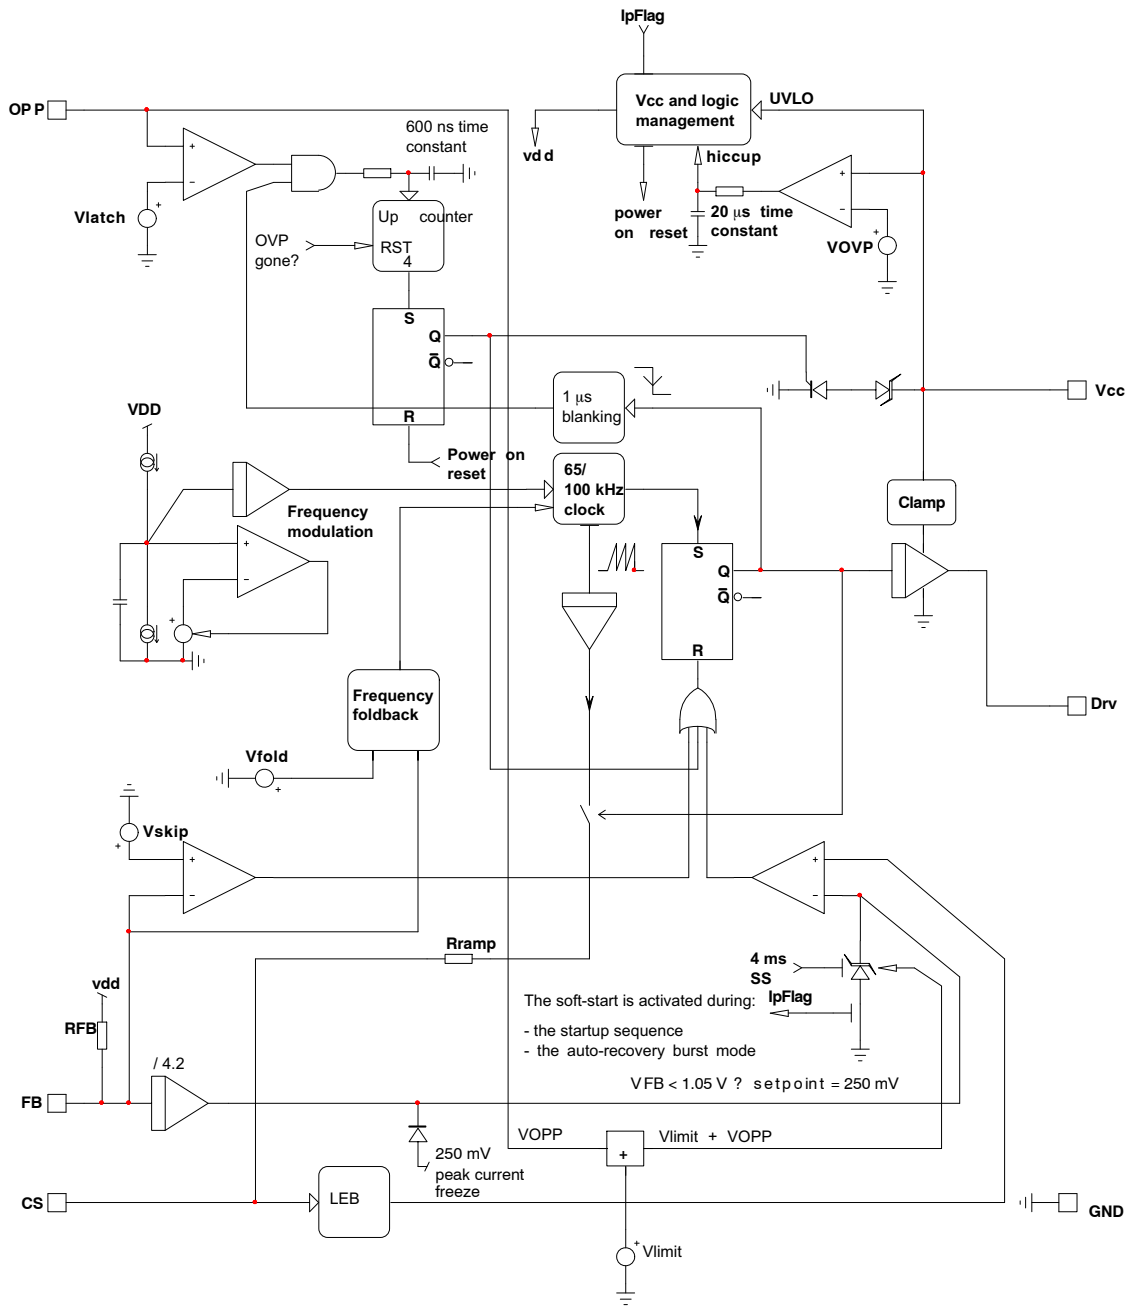 IpFlag
OPP
Vcc and logic
management
UVLO
vdd
hiccup
600 ns time
constant
+
−
Vlatch
+
Up counter
RST
4
OVP
gone?
power
on reset
20 μs time
constant
+
−
VOVP
+
S
Q
Q̅
R
1 μs
blanking
Vcc
VDD
Power on
reset
65/
100 kHz
clock
Clamp
Frequency
modulation
+
−
+
S
Q
Q̅
R
Frequency
foldback
Drv
Vfold
+
Vskip
+
+
−
+
−
Rramp
4 ms
SS
vdd
The soft-start is activated during:
IpFlag
RFB
- the startup sequence
- the auto-recovery burst mode
/ 4.2
VFB < 1.05 V ? setpoint = 250 mV
FB
VOPP
+
Vlimit + VOPP
250 mV
peak current
freeze
CS
LEB
GND
+
Vlimit